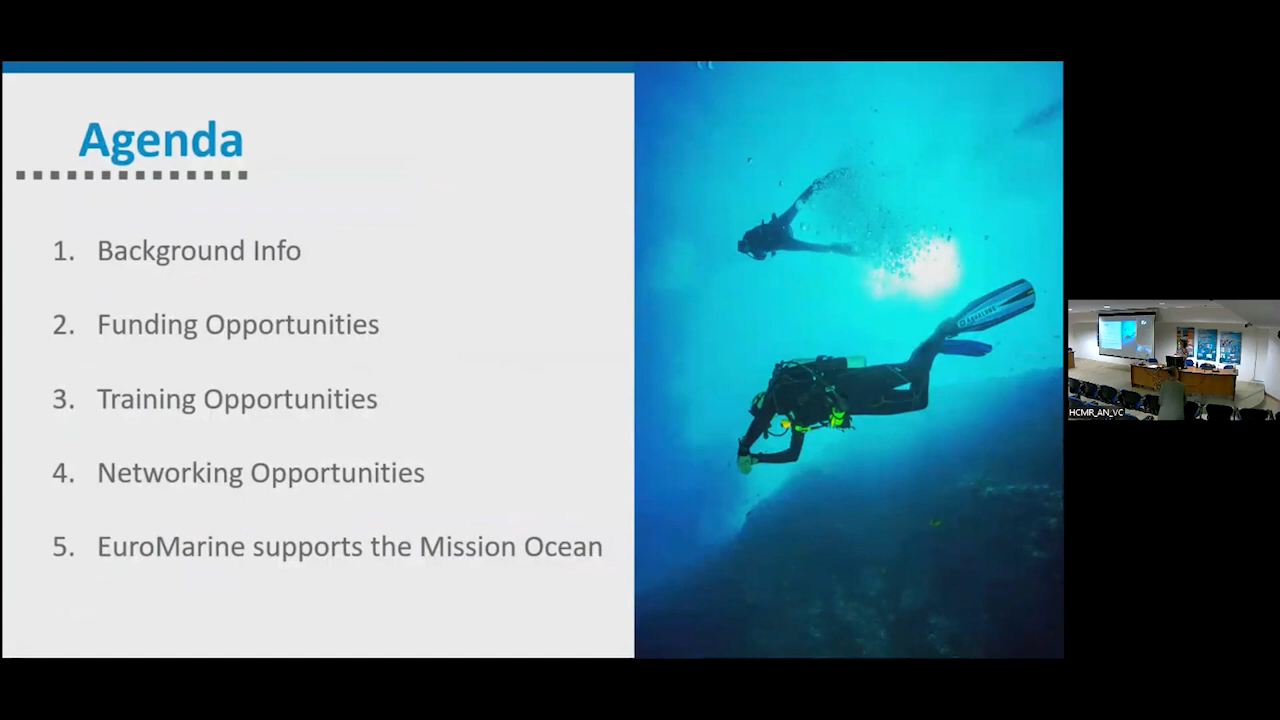 Agenda
1. Background Info
2. Funding Opportunities
3. Training Opportunities
4. Networking Opportunities
5. EuroMarine supports the Mission Ocean
AQUALUNG
HCMR_AN_VC